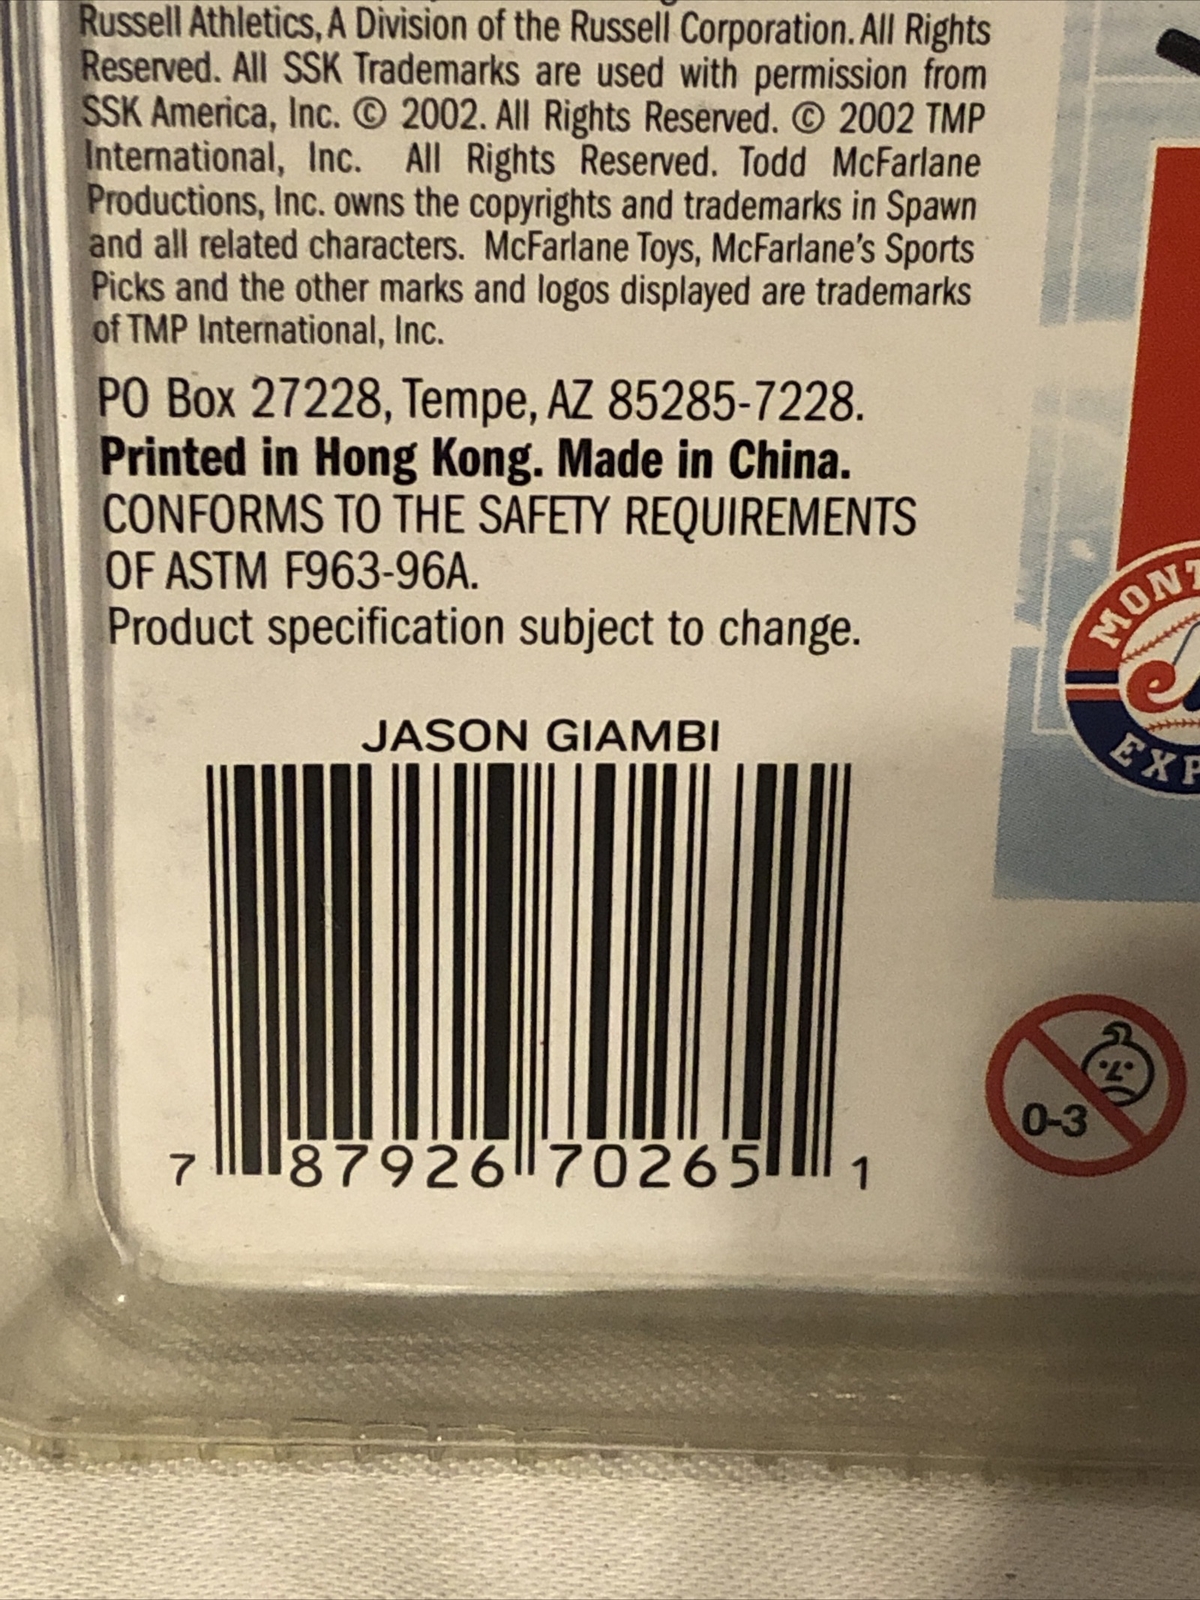 Russell Athletics, A Division of the Russell Corporation. All Rights
Reserved. All SSK Trademarks are used with permission from
SSK America, Inc. © 2002. All Rights Reserved. © 2002 TMP
International, Inc. All Rights Reserved. Todd McFarlane
Productions, Inc. owns the copyrights and trademarks in Spawn
and all related characters. McFarlane Toys, McFarlane's Sports
Picks and the other marks and logos displayed are trademarks
of TMP International, Inc.
PO Box 27228, Tempe, AZ 85285-7228.
Printed in Hong Kong. Made in China.
CONFORMS TO THE SAFETY REQUIREMENTS
OF ASTM F963-96A.
Product specification subject to change.
JASON GIAMBI
7 87926 70265 1
MONT
EXP
0-3